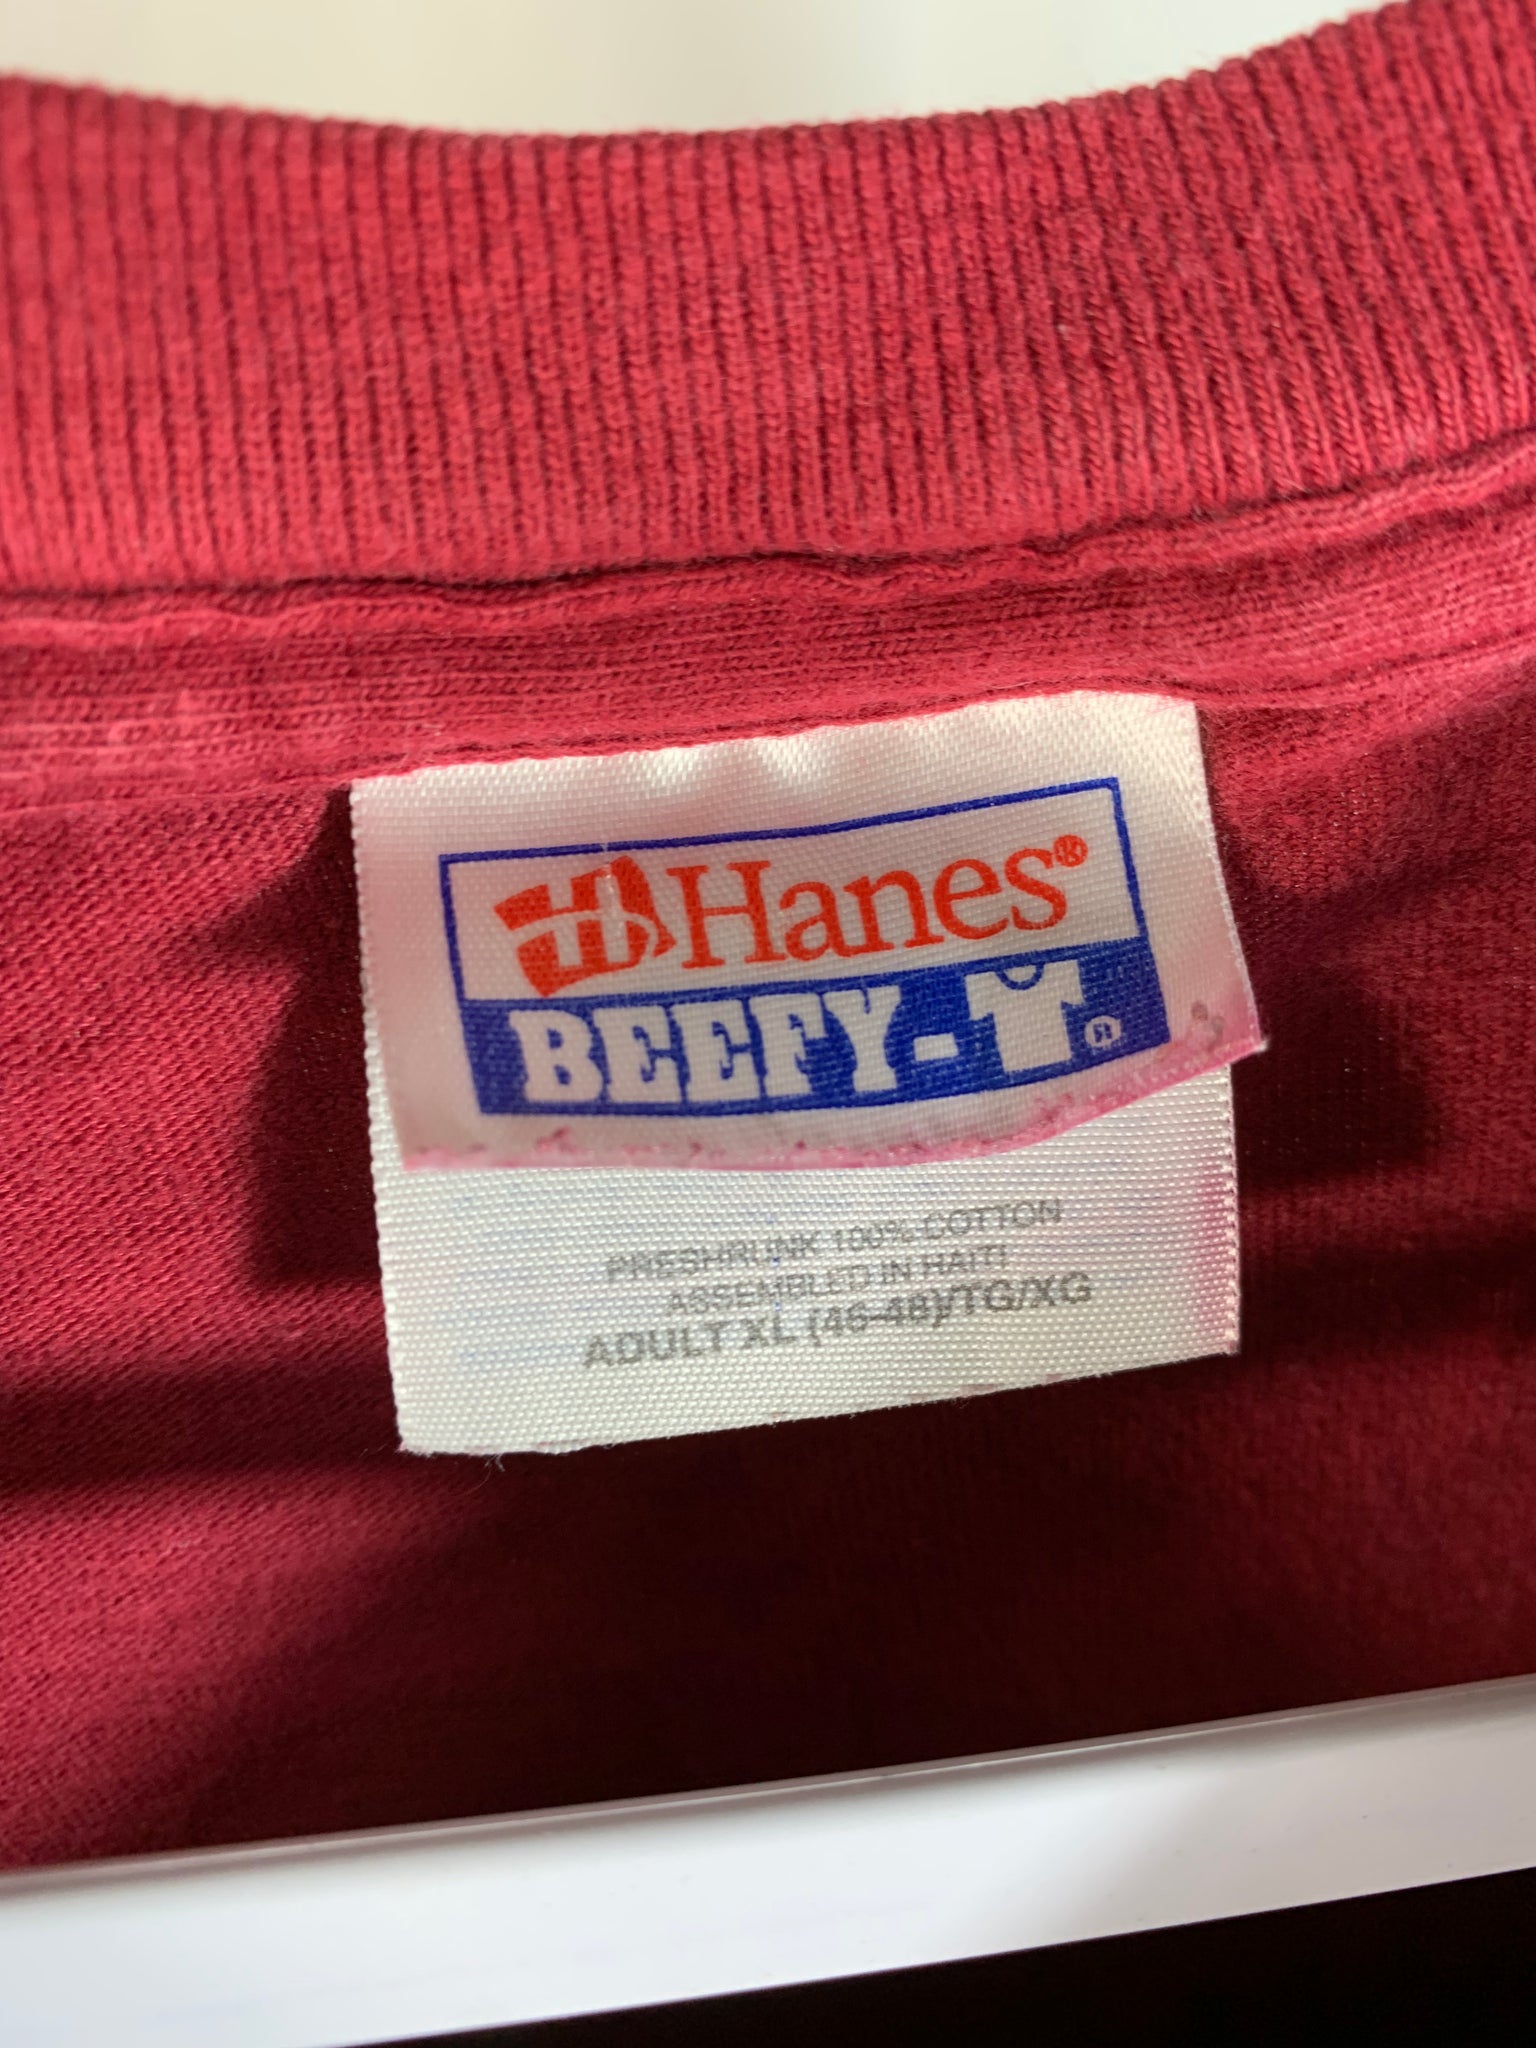 Hanes®
BEEFY-T®
PRESHRUNK 100% COTTON
ASSEMBLED IN HAITI
ADULT XL (46-48)/TG/XG